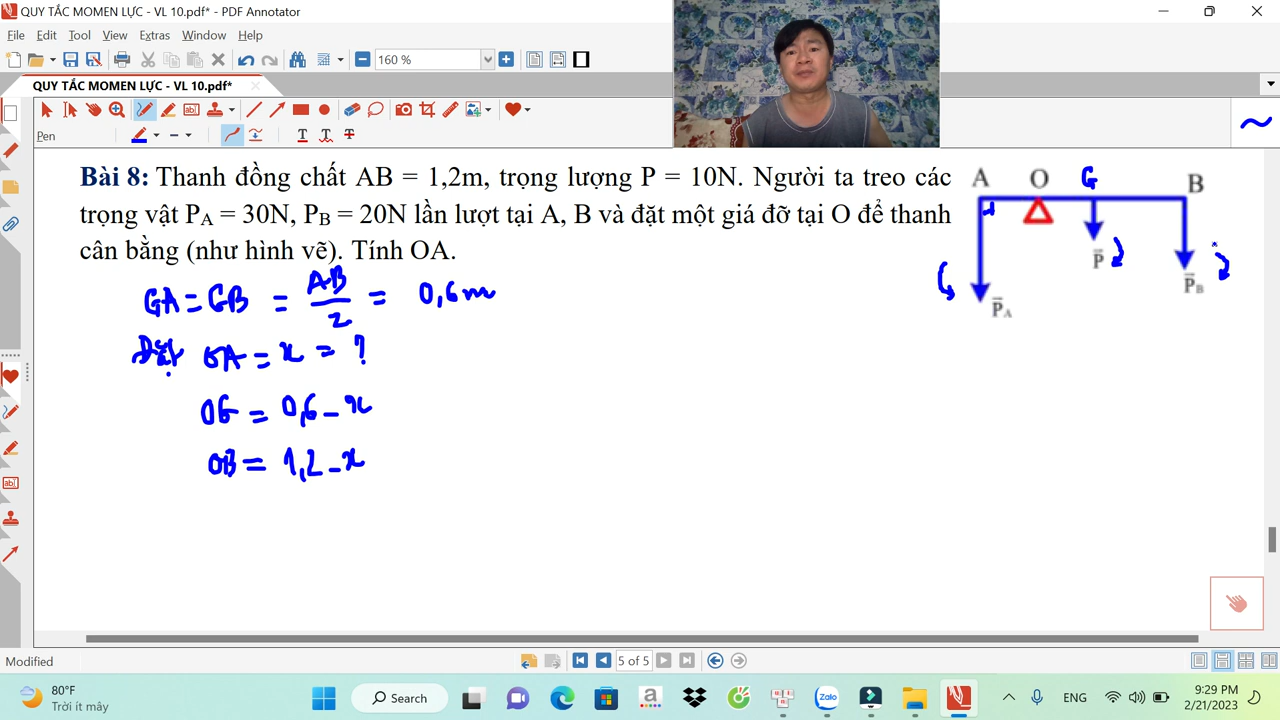 QUY TẮC MOMEN LỰC - VL 10.pdf* - PDF Annotator
File Edit Tool View Extras Window Help
160 %
QUY TẮC MOMEN LỰC - VL 10.pdf*
Pen
Bài 8: Thanh đồng chất AB = 1,2m, trọng lượng P = 10N. Người ta treo các
trọng vật PA = 30N, PB = 20N lần lượt tại A, B và đặt một giá đỡ tại O để thanh
cân bằng (như hình vẽ). Tính OA.
A O G B
P
PB
PA
GA = GB = AB/2 = 0,6m
Đặt OA = x = ?
OG = 0,6 - x
OB = 1,2 - x
5 of 5
Modified
80°F
Trời ít mây
Search
Zalo
ENG
9:29 PM
2/21/2023